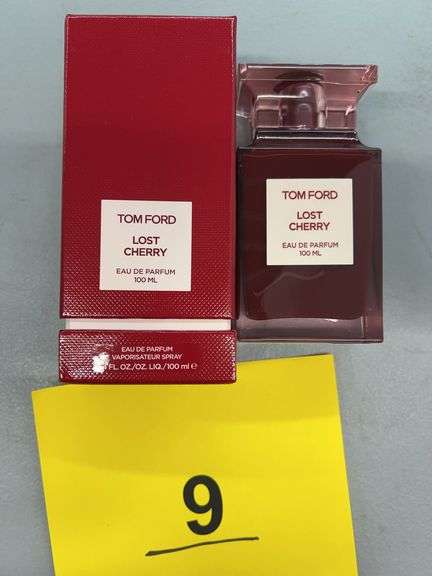 TOM FORD
LOST
CHERRY
EAU DE PARFUM
100 ML
EAU DE PARFUM
VAPORISATEUR SPRAY
FL. OZ./OZ. LIQ./100 ml ℮
TOM FORD
LOST
CHERRY
EAU DE PARFUM
100 ML
9